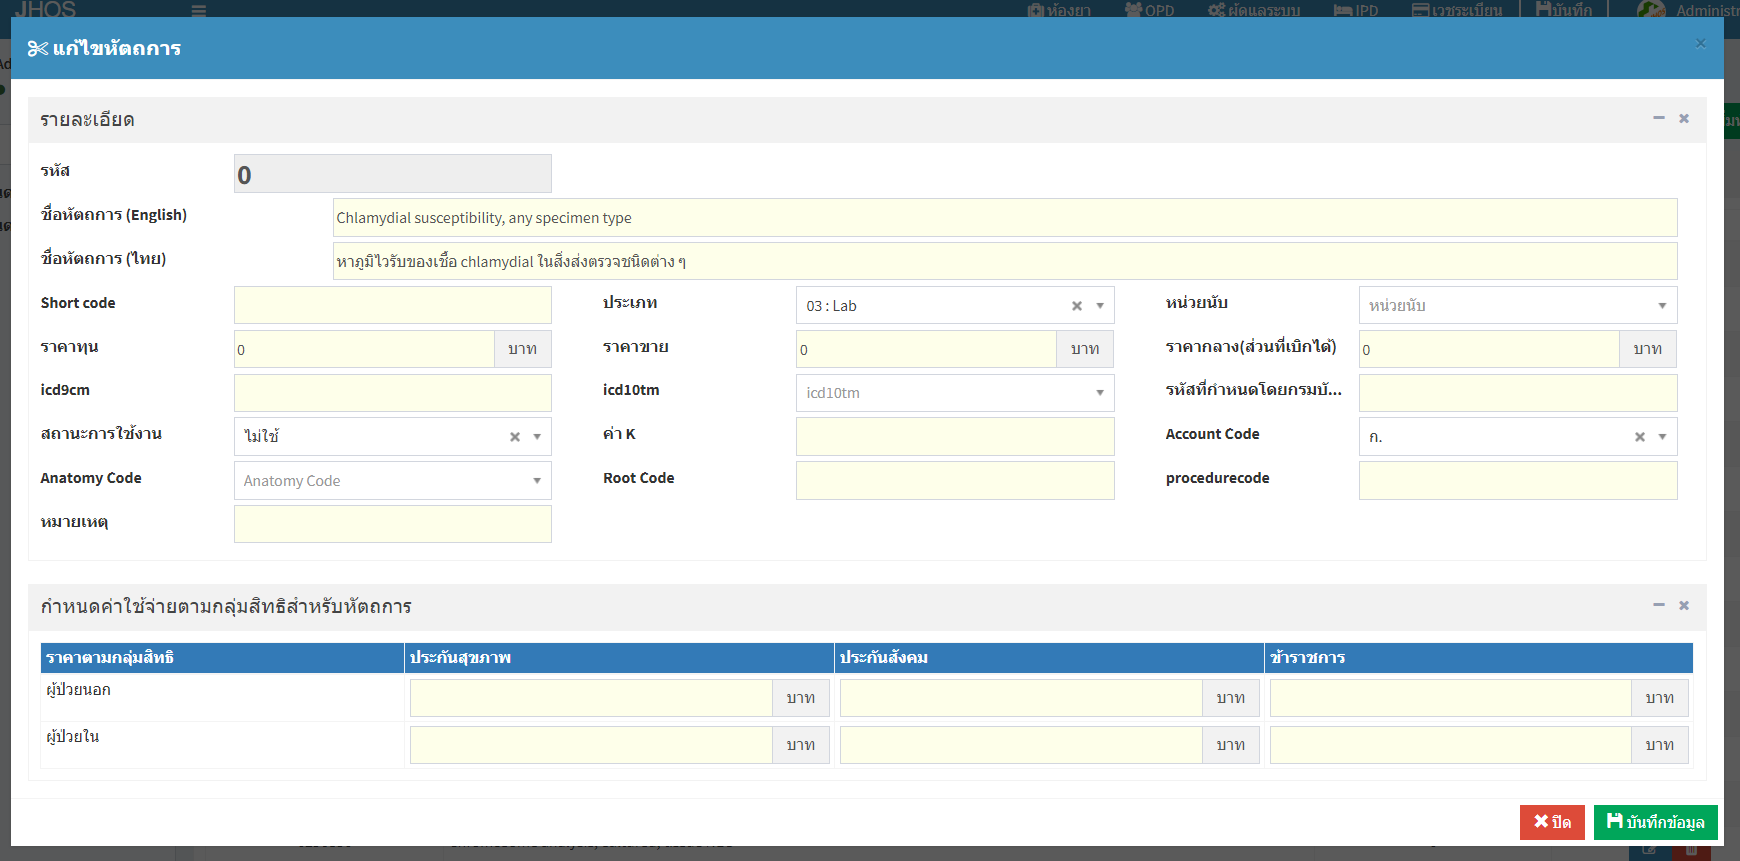 JHOS ห้องยา OPD ผู้ดูแลระบบ IPD เวชระเบียน บันทึก Administr
แก้ไขหัตถการ
รายละเอียด
รหัส 0
ชื่อหัตถการ (English) Chlamydial susceptibility, any specimen type
ชื่อหัตถการ (ไทย) หาภูมิไวรับของเชื้อ chlamydial ในสิ่งส่งตรวจชนิดต่าง ๆ
Short code ประเภท 03 : Lab หน่วยนับ หน่วยนับ
ราคาทุน 0 บาท ราคาขาย 0 บาท ราคากลาง(ส่วนที่เบิกได้) 0 บาท
icd9cm icd10tm icd10tm รหัสที่กำหนดโดยกรมบั...
สถานะการใช้งาน ไม่ใช้ ค่า K Account Code ก.
Anatomy Code Anatomy Code Root Code procedurecode
หมายเหตุ
กำหนดค่าใช้จ่ายตามกลุ่มสิทธิสำหรับหัตถการ
ราคาตามกลุ่มสิทธิ ประกันสุขภาพ ประกันสังคม ข้าราชการ
ผู้ป่วยนอก บาท บาท บาท
ผู้ป่วยใน บาท บาท บาท
ปิด บันทึกข้อมูล